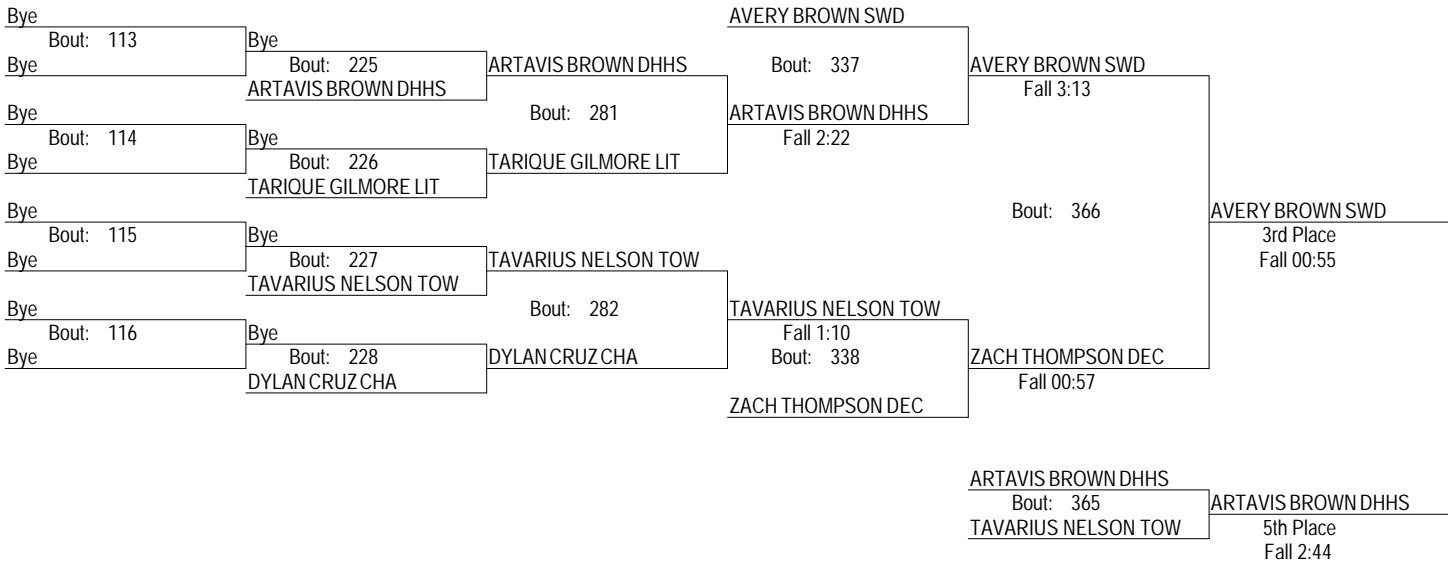 Bye AVERY BROWN SWD
Bout: 113 Bye
Bye Bout: 225 ARTAVIS BROWN DHHS Bout: 337 AVERY BROWN SWD
ARTAVIS BROWN DHHS Fall 3:13
Bye Bout: 281 ARTAVIS BROWN DHHS
Bout: 114 Bye Fall 2:22
Bye Bout: 226 TARIQUE GILMORE LIT
TARIQUE GILMORE LIT
Bye Bout: 366 AVERY BROWN SWD
Bout: 115 Bye 3rd Place
Bye Bout: 227 TAVARIUS NELSON TOW Fall 00:55
TAVARIUS NELSON TOW
Bye Bout: 282 TAVARIUS NELSON TOW
Bout: 116 Bye Fall 1:10
Bye Bout: 228 DYLAN CRUZ CHA Bout: 338 ZACH THOMPSON DEC
DYLAN CRUZ CHA Fall 00:57
ZACH THOMPSON DEC
ARTAVIS BROWN DHHS
Bout: 365 ARTAVIS BROWN DHHS
TAVARIUS NELSON TOW 5th Place
Fall 2:44